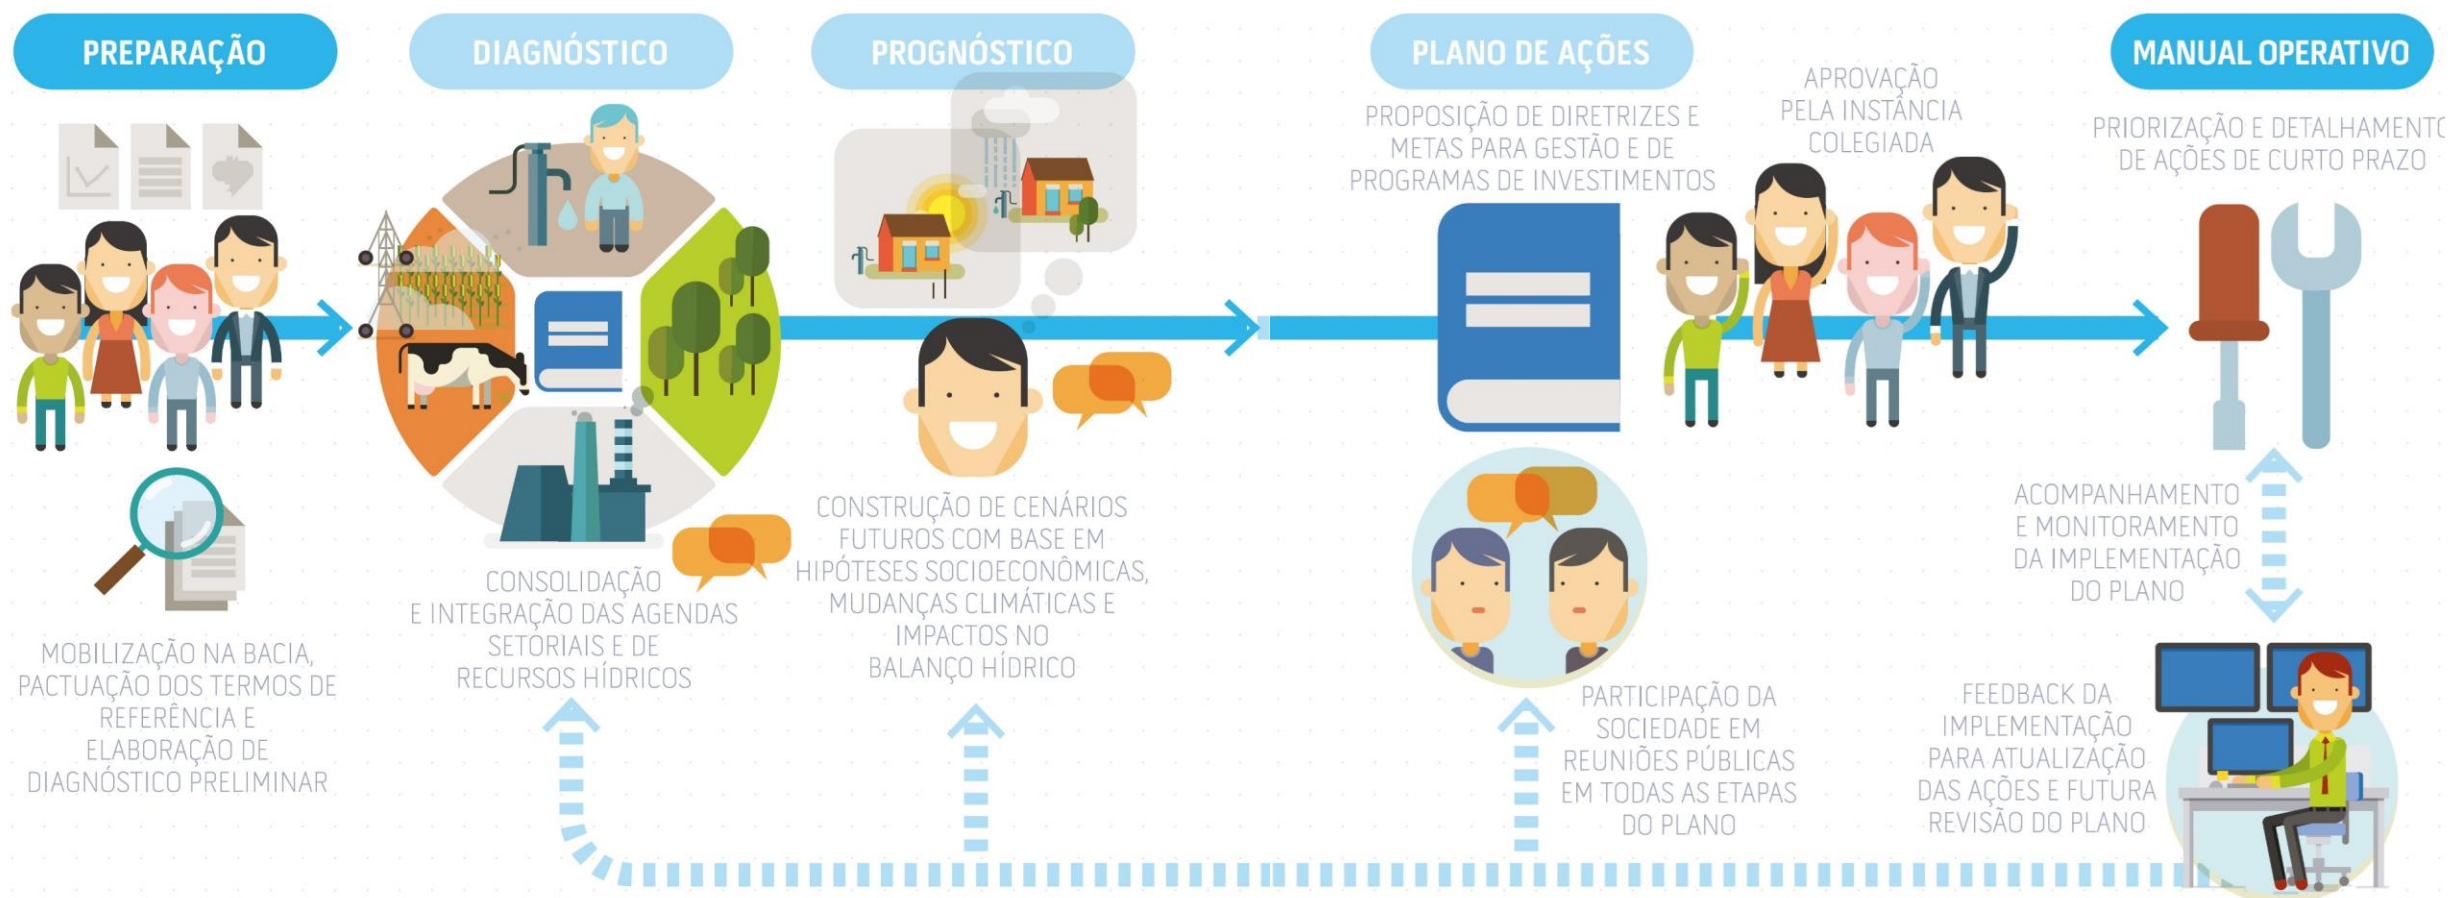 PREPARAÇÃO
MOBILIZAÇÃO NA BACIA,
PACTUAÇÃO DOS TERMOS DE
REFERÊNCIA E
ELABORAÇÃO DE
DIAGNÓSTICO PRELIMINAR
DIAGNÓSTICO
CONSOLIDAÇÃO
E INTEGRAÇÃO DAS AGENDAS
SETORIAIS E DE
RECURSOS HÍDRICOS
PROGNÓSTICO
CONSTRUÇÃO DE CENÁRIOS
FUTUROS COM BASE EM
HIPÓTESES SOCIOECONÔMICAS,
MUDANÇAS CLIMÁTICAS E
IMPACTOS NO
BALANÇO HÍDRICO
PLANO DE AÇÕES
PROPOSIÇÃO DE DIRETRIZES E
METAS PARA GESTÃO E DE
PROGRAMAS DE INVESTIMENTOS
APROVAÇÃO
PELA INSTÂNCIA
COLEGIADA
PARTICIPAÇÃO DA
SOCIEDADE EM
REUNIÕES PÚBLICAS
EM TODAS AS ETAPAS
DO PLANO
MANUAL OPERATIVO
PRIORIZAÇÃO E DETALHAMENTO
DE AÇÕES DE CURTO PRAZO
ACOMPANHAMENTO
E MONITORAMENTO
DA IMPLEMENTAÇÃO
DO PLANO
FEEDBACK DA
IMPLEMENTAÇÃO
PARA ATUALIZAÇÃO
DAS AÇÕES E FUTURA
REVISÃO DO PLANO